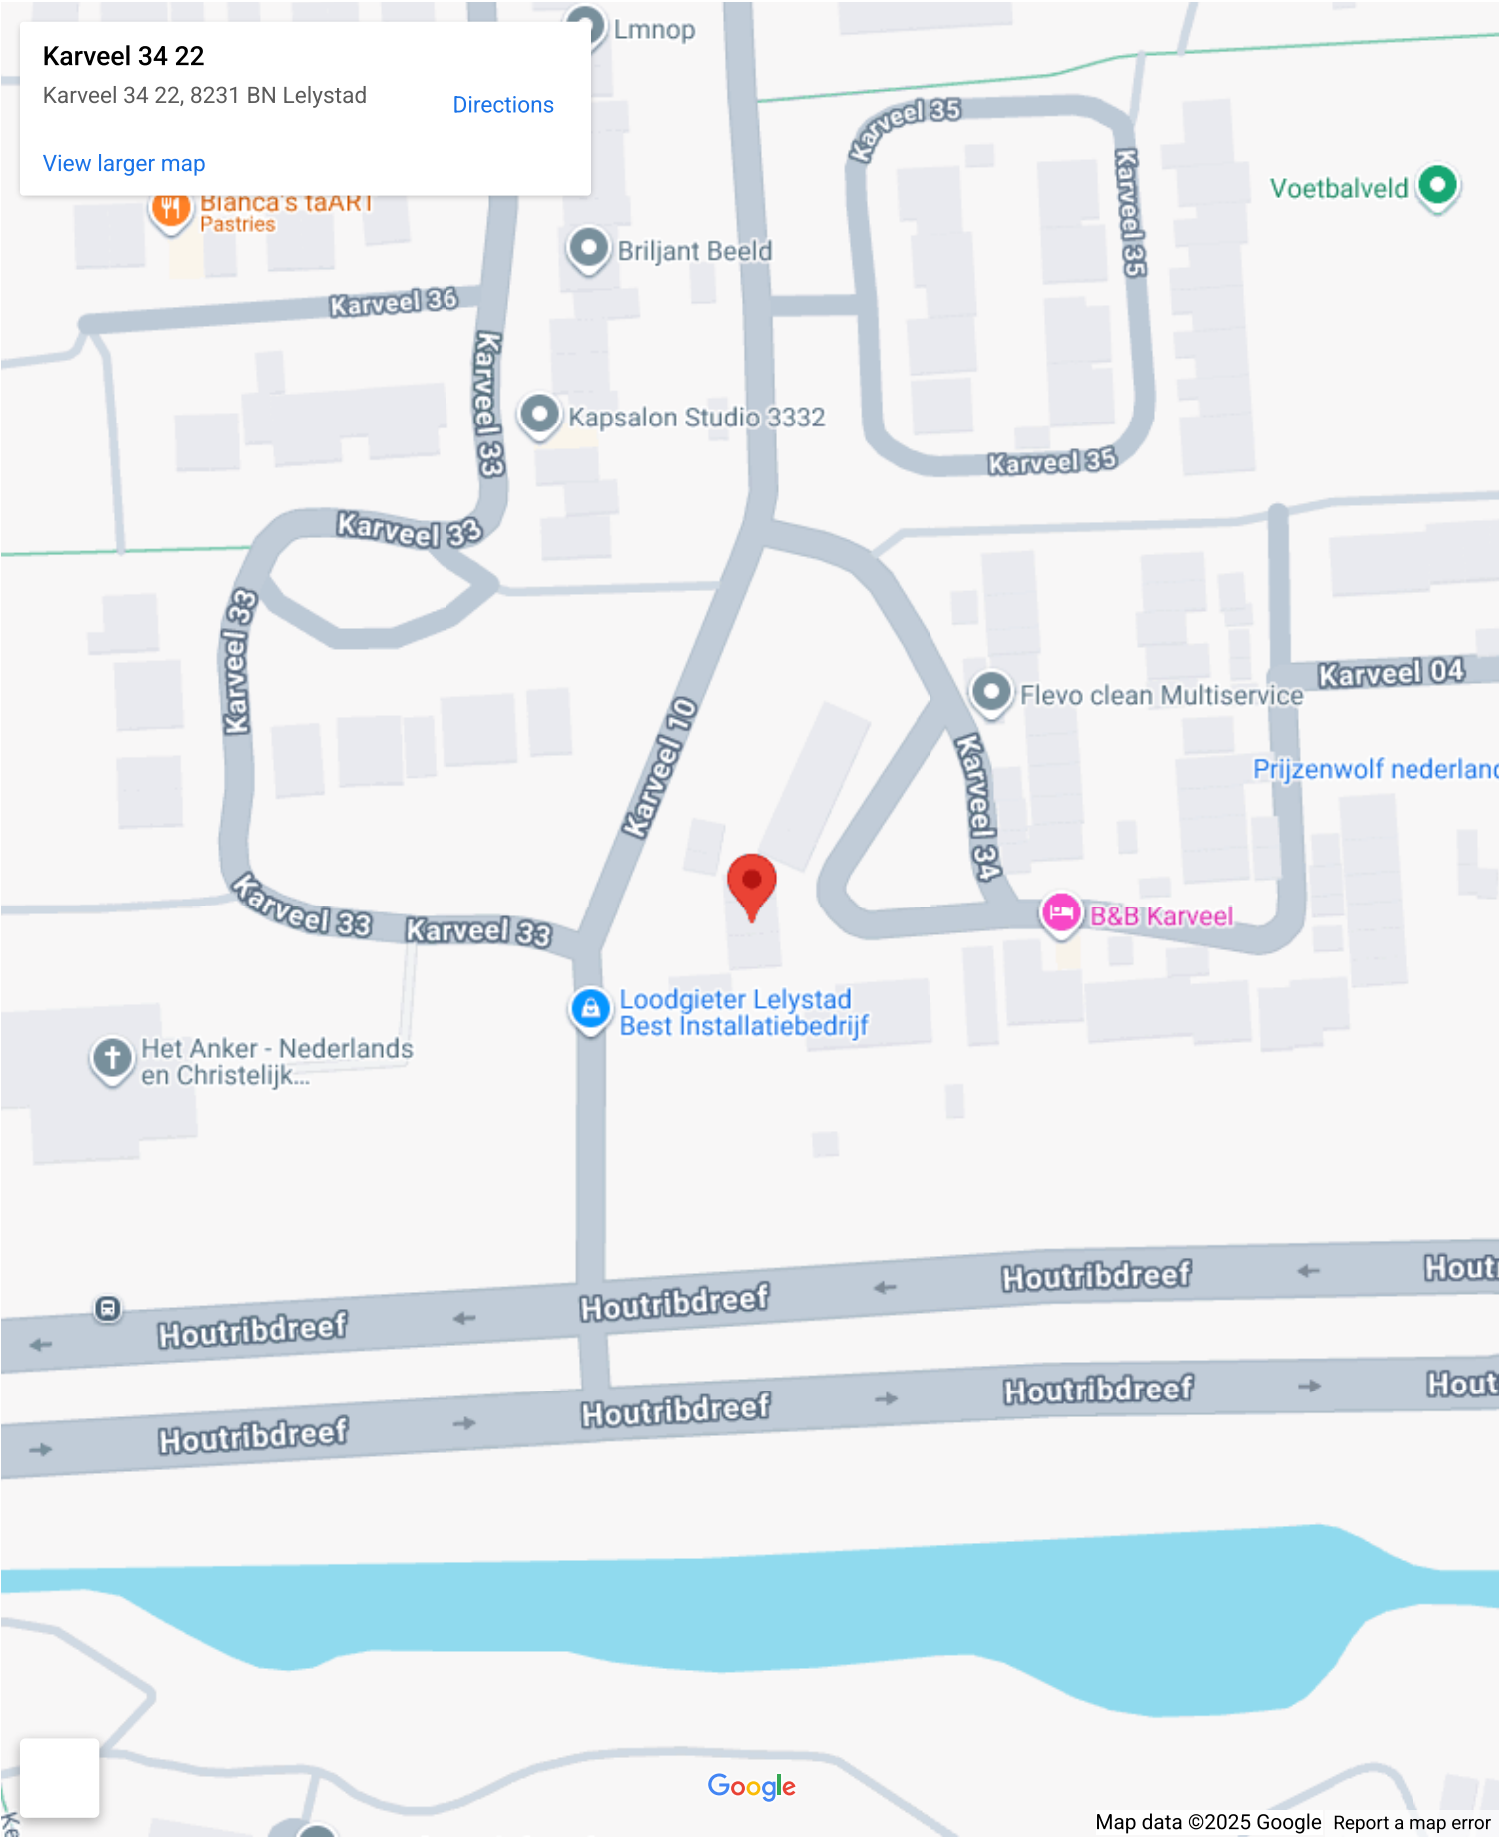 Karveel 34 22
Karveel 34 22, 8231 BN Lelystad
Directions
View larger map
Lmnop
Bianca's taART
Pastries
Briljant Beeld
Karveel 35
Karveel 35
Voetbalveld
Karveel 36
Karveel 33
Kapsalon Studio 3332
Karveel 35
Karveel 33
Karveel 33
Karveel 04
Flevo clean Multiservice
Karveel 10
Karveel 34
Prijzenwolf nederland
Karveel 33
Karveel 33
B&B Karveel
Loodgieter Lelystad
Best Installatiebedrijf
Het Anker - Nederlands
en Christelijk...
Houtribdreef
Houtribdreef
Houtribdreef
Houtr
Houtribdreef
Houtribdreef
Houtribdreef
Hout
Google
Map data ©2025 Google
Report a map error